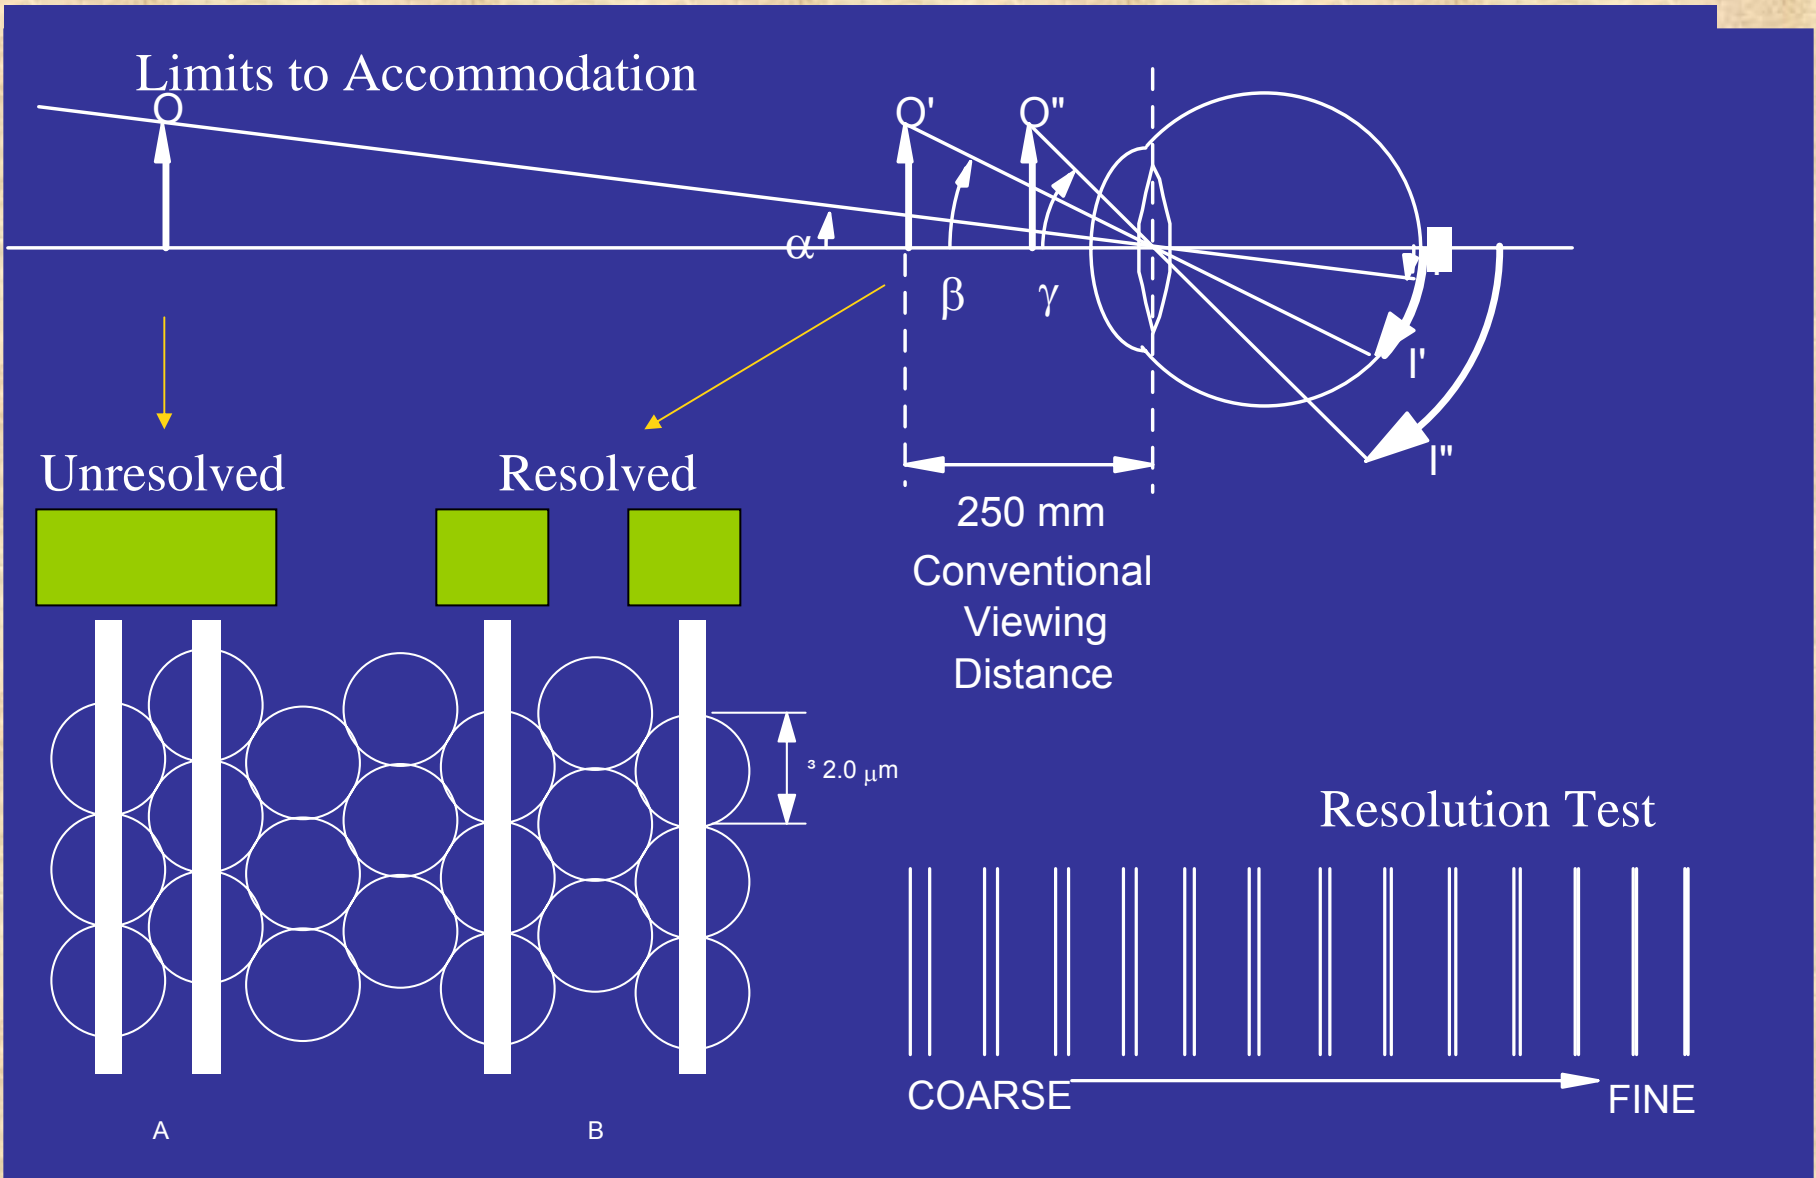 Limits to Accommodation
O
O'
O"
α
β
γ
I'
I"
Unresolved
Resolved
250 mm
Conventional
Viewing
Distance
³ 2.0 μm
Resolution Test
COARSE
FINE
A
B